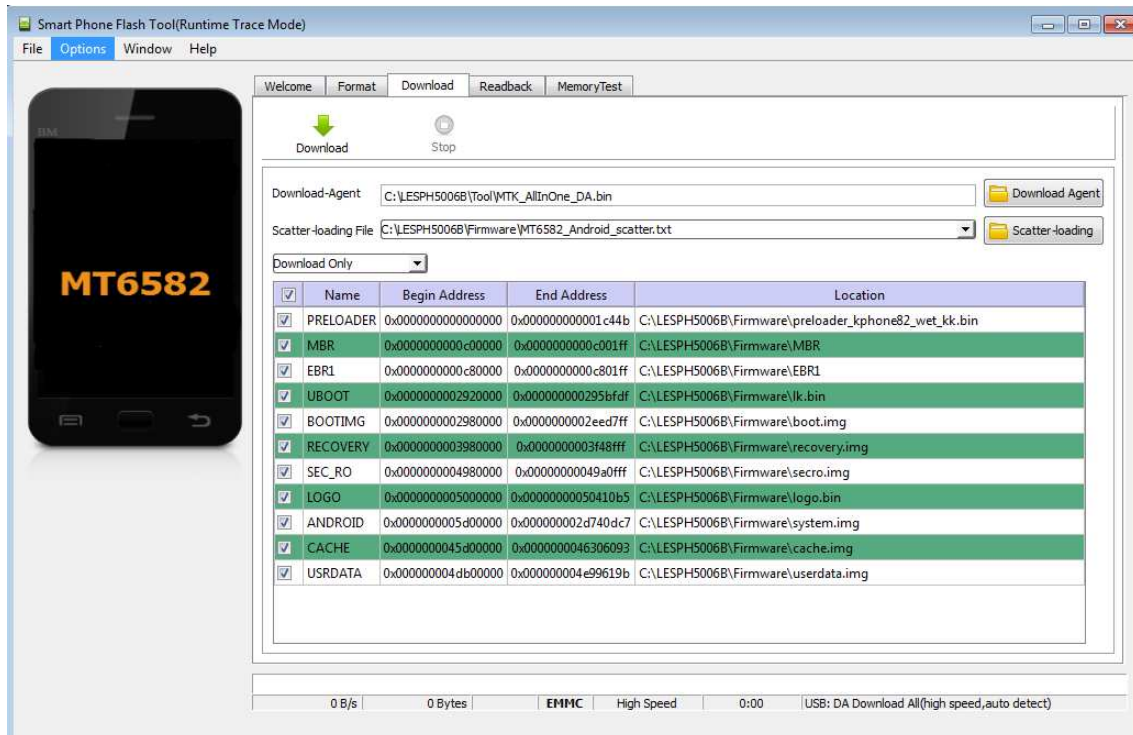 Smart Phone Flash Tool(Runtime Trace Mode)
File Options Window Help
Welcome Format Download Readback MemoryTest
BM
Download Stop
Download-Agent C:\LESPH5006B\Tool\MTK_AllInOne_DA.bin Download Agent
Scatter-loading File C:\LESPH5006B\Firmware\MT6582_Android_scatter.txt Scatter-loading
Download Only
MT6582
Name Begin Address End Address Location
PRELOADER 0x0000000000000000 0x000000000001c44b C:\LESPH5006B\Firmware\preloader_kphone82_wet_kk.bin
MBR 0x0000000000c00000 0x0000000000c001ff C:\LESPH5006B\Firmware\MBR
EBR1 0x0000000000c80000 0x0000000000c801ff C:\LESPH5006B\Firmware\EBR1
UBOOT 0x0000000002920000 0x000000000295bfdf C:\LESPH5006B\Firmware\lk.bin
BOOTIMG 0x0000000002980000 0x0000000002eed7ff C:\LESPH5006B\Firmware\boot.img
RECOVERY 0x0000000003980000 0x0000000003f48fff C:\LESPH5006B\Firmware\recovery.img
SEC_RO 0x0000000004980000 0x00000000049a0fff C:\LESPH5006B\Firmware\secro.img
LOGO 0x0000000005000000 0x00000000050410b5 C:\LESPH5006B\Firmware\logo.bin
ANDROID 0x0000000005d00000 0x000000002d740dc7 C:\LESPH5006B\Firmware\system.img
CACHE 0x0000000045d00000 0x0000000046306093 C:\LESPH5006B\Firmware\cache.img
USRDATA 0x000000004db00000 0x000000004e99619b C:\LESPH5006B\Firmware\userdata.img
0 B/s 0 Bytes EMMC High Speed 0:00 USB: DA Download All(high speed,auto detect)